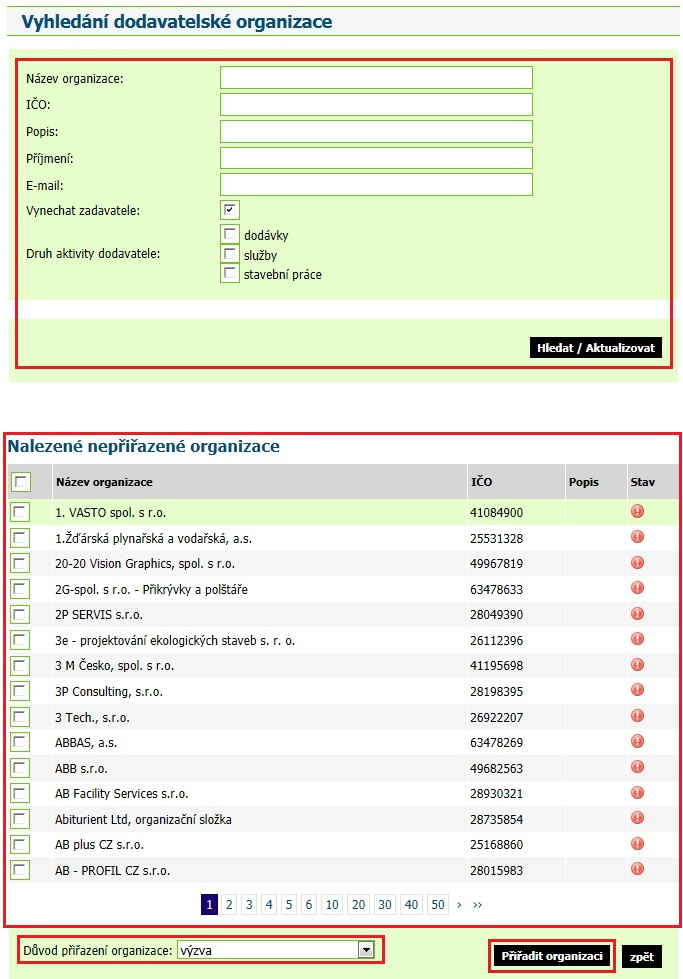 Vyhledání dodavatelské organizace
Název organizace:
IČO:
Popis:
Příjmení:
E-mail:
Vynechat zadavatele:
Druh aktivity dodavatele:
dodávky
služby
stavební práce
Hledat / Aktualizovat
Nalezené nepřiřazené organizace
Název organizace IČO Popis Stav
1. VASTO spol. s r.o. 41084900
1.Žďárská plynařská a vodařská, a.s. 25531328
20-20 Vision Graphics, spol. s r.o. 49967819
2G-spol. s r.o. - Přikrývky a polštáře 63478633
2P SERVIS s.r.o. 28049390
3e - projektování ekologických staveb s. r. o. 26112396
3 M Česko, spol. s r.o. 41195698
3P Consulting, s.r.o. 28198395
3 Tech., s.r.o. 26922207
ABBAS, a.s. 63478269
ABB s.r.o. 49682563
AB Facility Services s.r.o. 28930321
Abiturient Ltd, organizační složka 28735854
AB plus CZ s.r.o. 25168860
AB - PROFIL CZ s.r.o. 28015983
1 2 3 4 5 6 10 20 30 40 50 › ››
Důvod přiřazení organizace: výzva
Přiřadit organizaci zpět